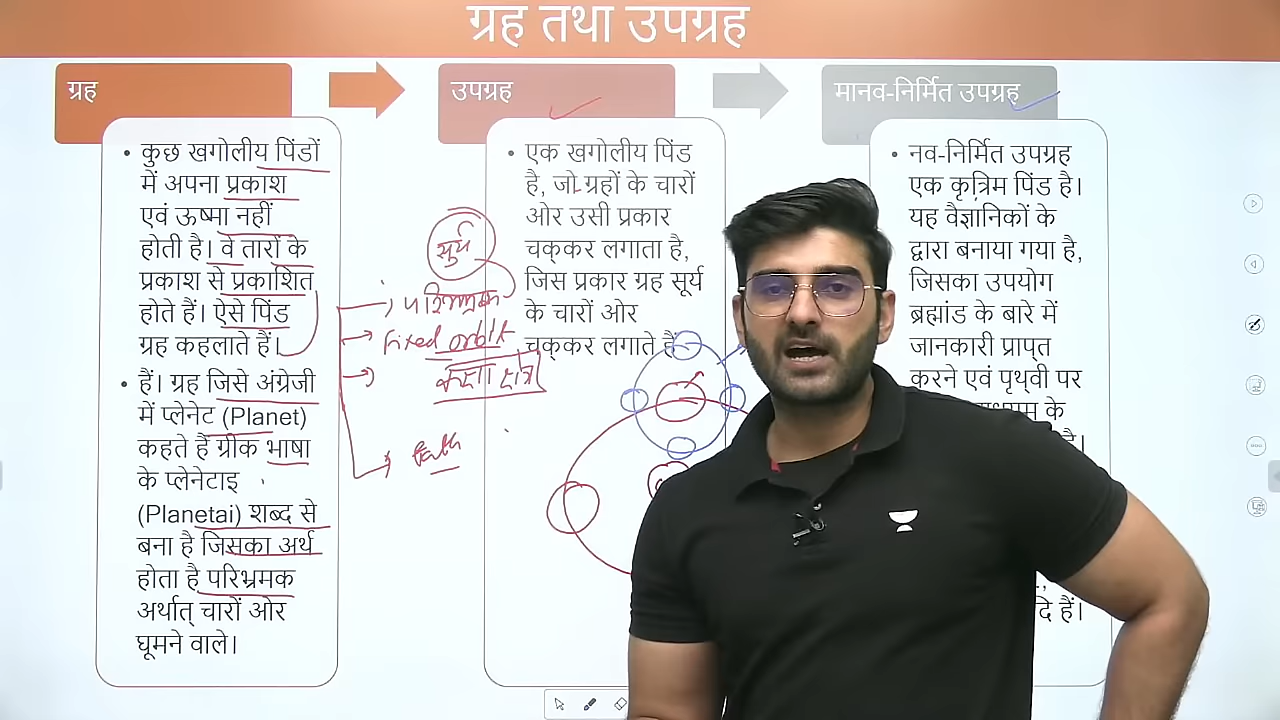 ग्रह तथा उपग्रह
ग्रह
• कुछ खगोलीय पिंडों
में अपना प्रकाश
एवं ऊष्मा नहीं
होती है। वे तारों के
प्रकाश से प्रकाशित
होते हैं। ऐसे पिंड
ग्रह कहलाते हैं।
• हैं। ग्रह जिसे अंग्रेजी
में प्लेनेट (Planet)
कहते हैं ग्रीक भाषा
के प्लेनेटाइ
(Planetai) शब्द से
बना है जिसका अर्थ
होता है परिभ्रमक
अर्थात् चारों ओर
घूमने वाले।
सूर्य
परिभ्रमण
Fixed orbit
कक्षा
उपग्रह
• एक खगोलीय पिंड
है, जो ग्रहों के चारों
ओर उसी प्रकार
चक्कर लगाता है,
जिस प्रकार ग्रह सूर्य
के चारों ओर
चक्कर लगाते हैं
मानव-निर्मित उपग्रह
• नव-निर्मित उपग्रह
एक कृत्रिम पिंड है।
यह वैज्ञानिकों के
द्वारा बनाया गया है,
जिसका उपयोग
ब्रह्मांड के बारे में
जानकारी प्राप्त
करने एवं पृथ्वी पर
के
है।
दि हैं।